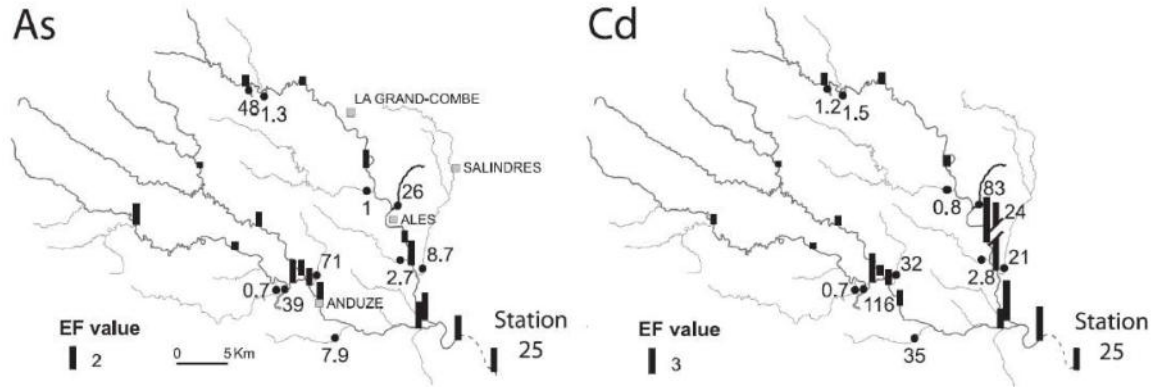 As
Cd
48
1.3
LA GRAND-COMBE
SALINDRES
1
26
ALES
8.7
2.7
71
0.7
39
ANDUZE
7.9
EF value
2
0 5 Km
Station
25
1.2
1.5
0.8
83
24
21
2.8
32
0.7
116
35
EF value
3
Station
25